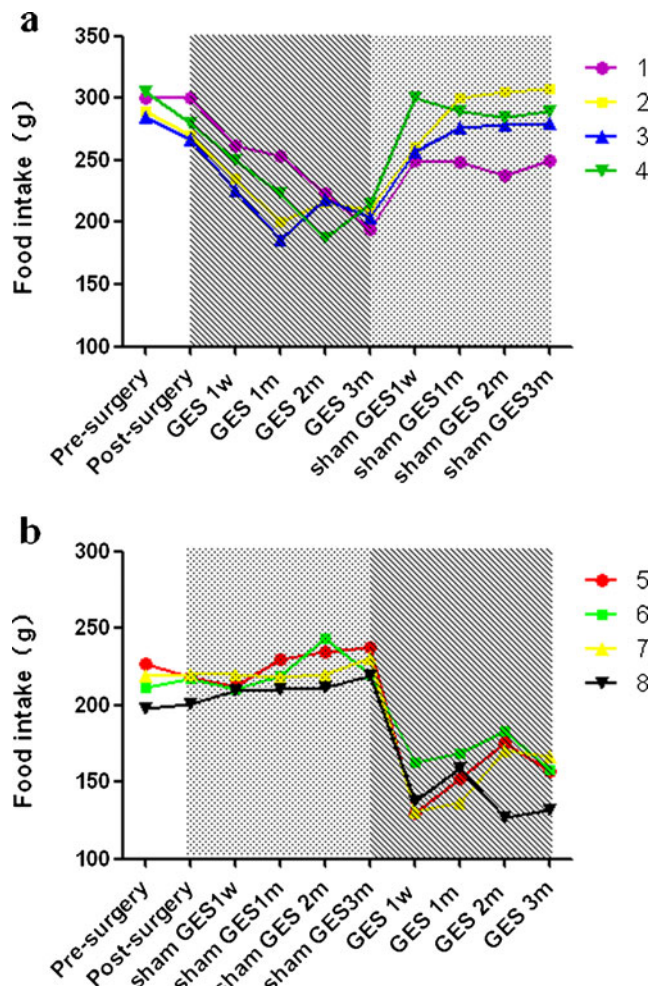 a
Food intake (g)
350
300
250
200
150
100
1
2
3
4
Pre-surgery
Post-surgery
GES 1w
GES 1m
GES 2m
GES 3m
sham GES1w
sham GES1m
sham GES 2m
sham GES3m
b
Food intake (g)
300
250
200
150
100
5
6
7
8
Pre-surgery
Post-surgery
sham GES1w
sham GES1m
sham GES 2m
sham GES3m
GES 1w
GES 1m
GES 2m
GES 3m